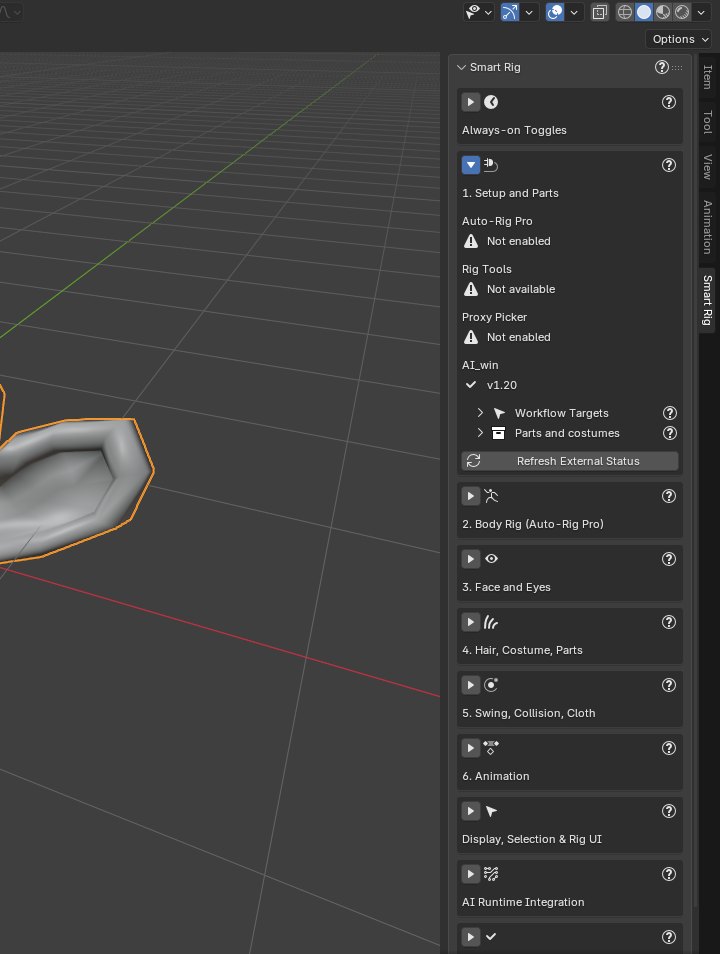 Options
Smart Rig
Always-on Toggles
1. Setup and Parts
Auto-Rig Pro
Not enabled
Rig Tools
Not available
Proxy Picker
Not enabled
AI_win
v1.20
Workflow Targets
Parts and costumes
Refresh External Status
2. Body Rig (Auto-Rig Pro)
3. Face and Eyes
4. Hair, Costume, Parts
5. Swing, Collision, Cloth
6. Animation
Display, Selection & Rig UI
AI Runtime Integration
Item
Tool
View
Animation
Smart Rig